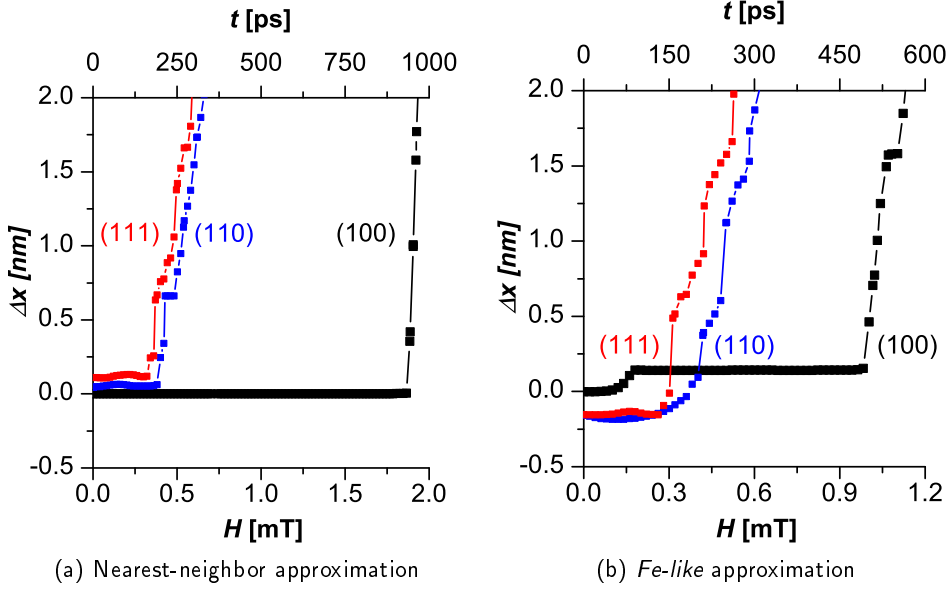 t [ps]
0 250 500 750 1000
2.0
1.5
1.0
0.5
0.0
-0.5
Δx [nm]
(111) (110) (100)
0.0 0.5 1.0 1.5 2.0
H [mT]
(a) Nearest-neighbor approximation
t [ps]
0 150 300 450 600
2.0
1.5
1.0
0.5
0.0
-0.5
Δx [nm]
(111) (110) (100)
0.0 0.3 0.6 0.9 1.2
H [mT]
(b) Fe-like approximation